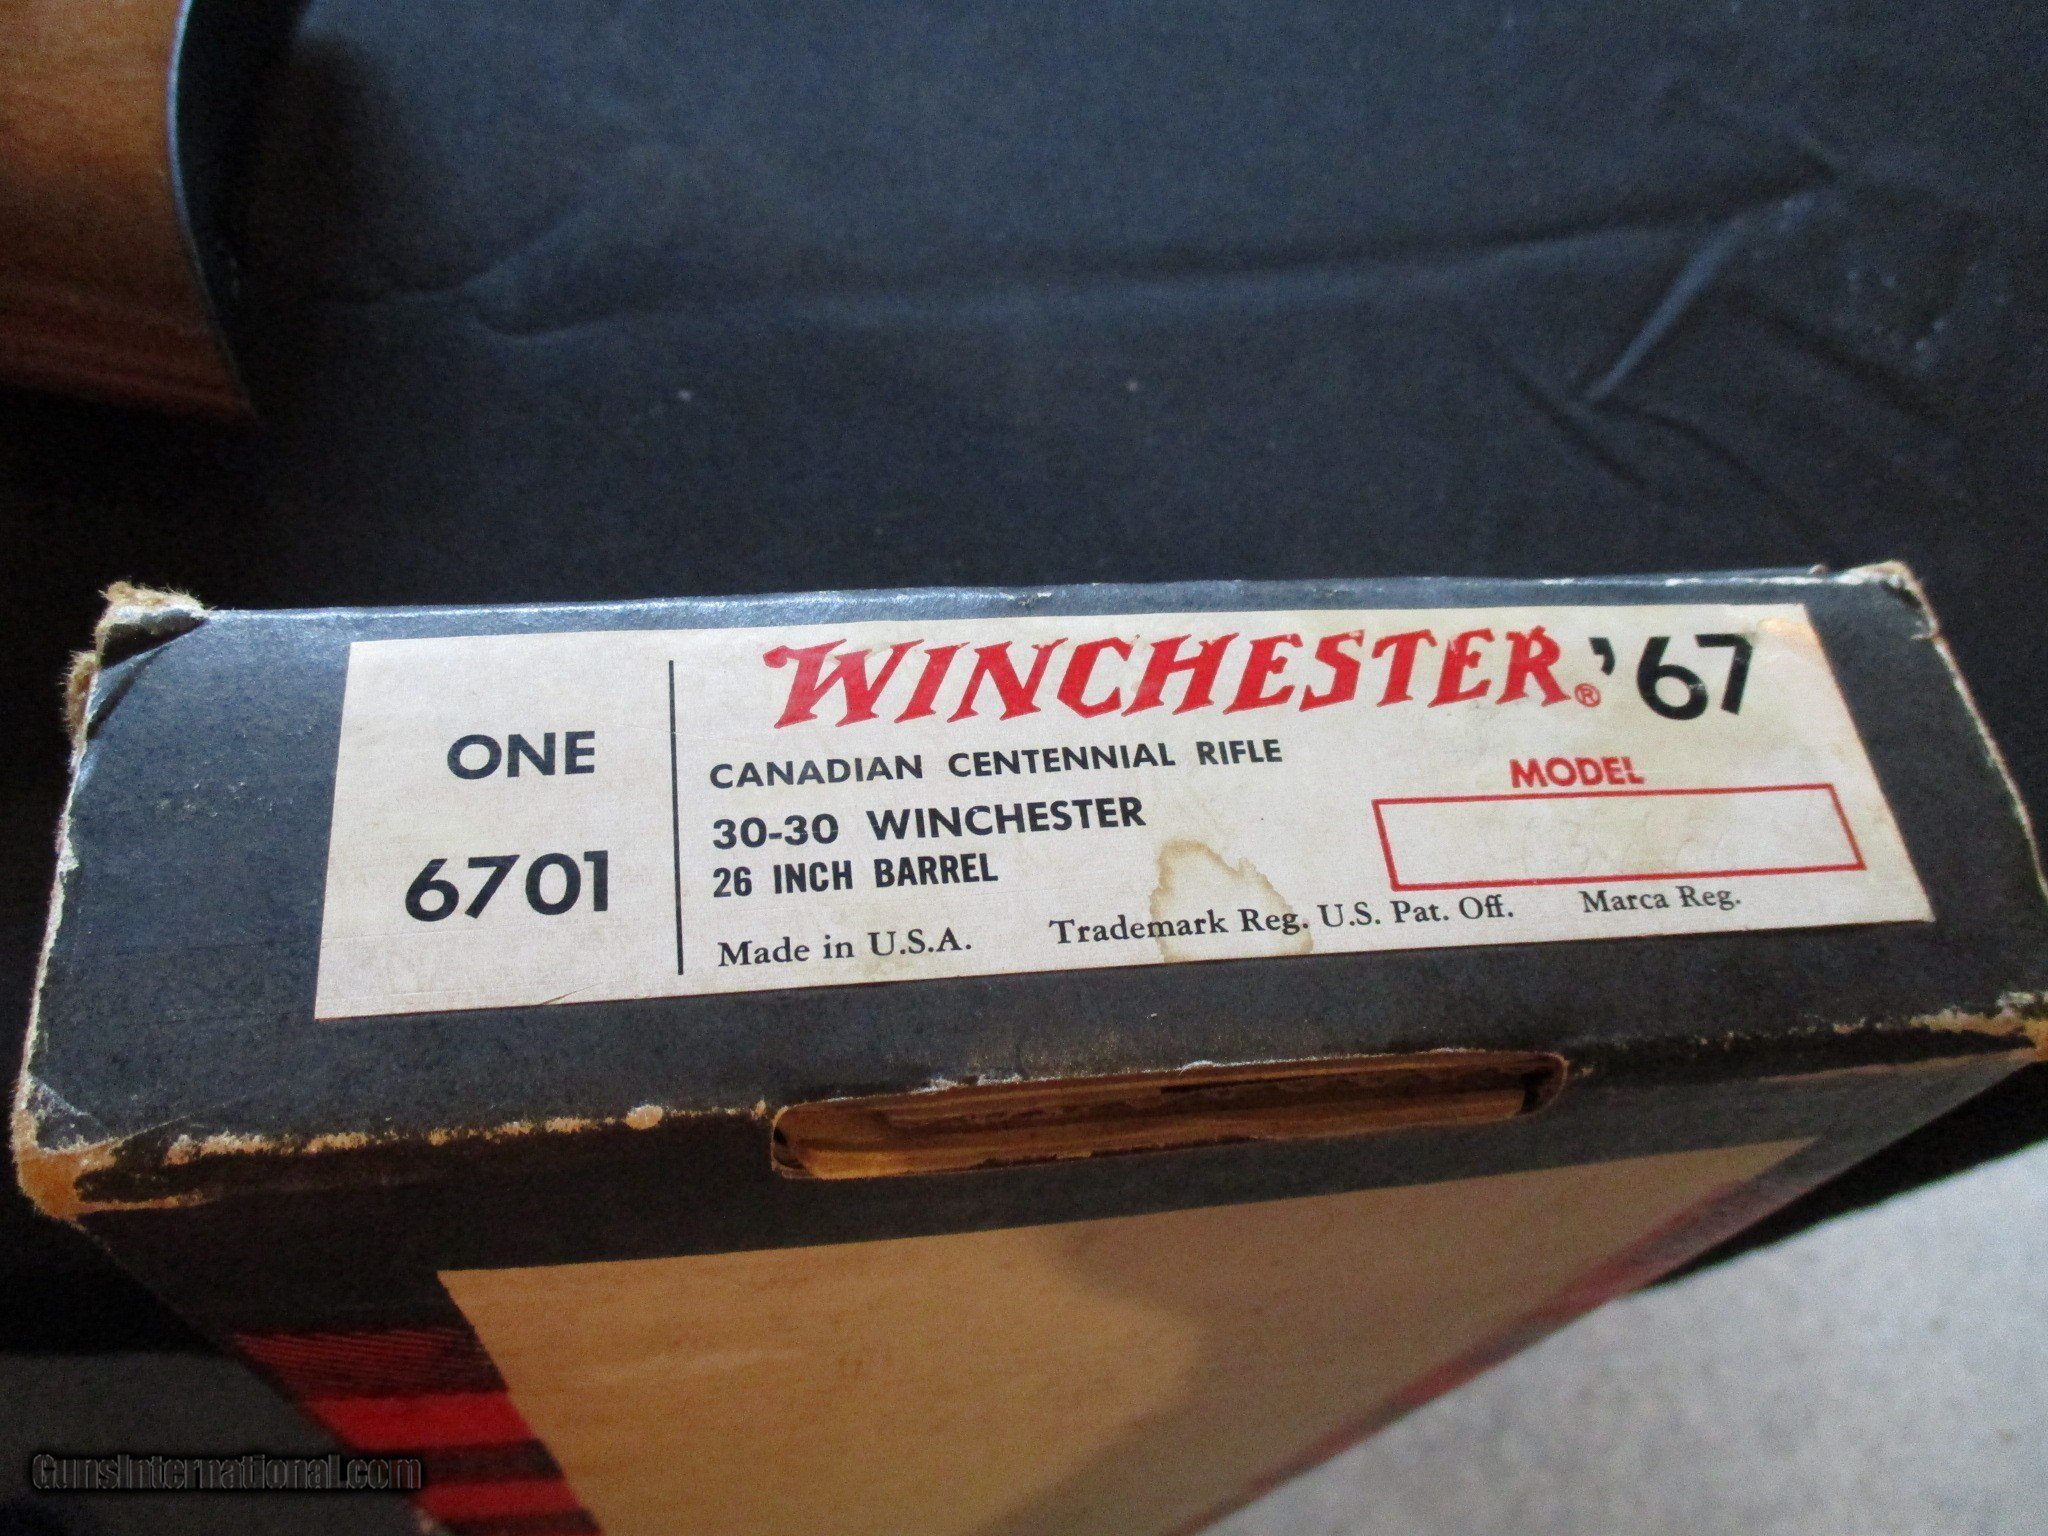 ONE
6701
WINCHESTER® '67
CANADIAN CENTENNIAL RIFLE
30-30 WINCHESTER
26 INCH BARREL
MODEL
Made in U.S.A. Trademark Reg. U.S. Pat. Off. Marca Reg.
GunsInternational.com